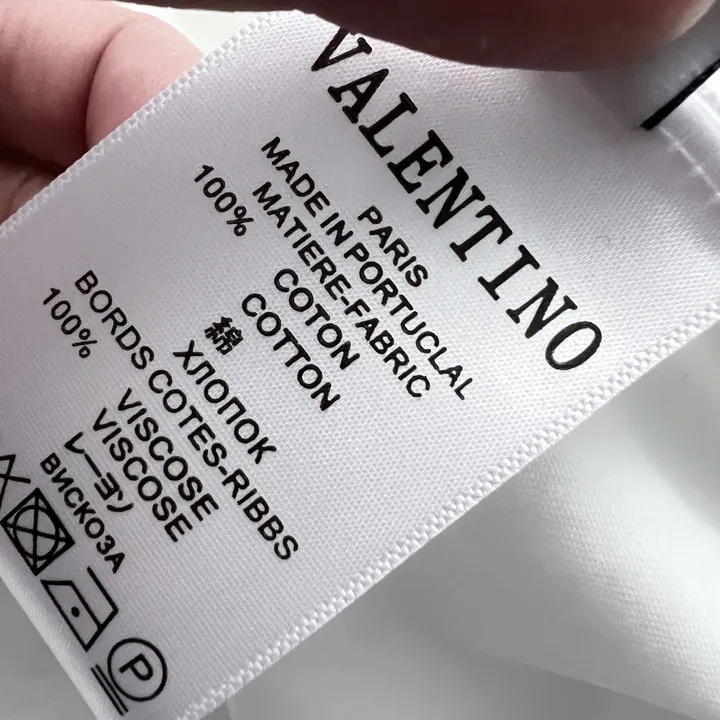 VALENTINO
PARIS
MADE IN PORTUCLAL
MATIERE-FABRIC
100%
COTON
COTTON
綿
ХЛОПОК
BORDS COTES-RIBBS
100%
VISCOSE
VISCOSE
レーヨン
ВИСКОЗА
P